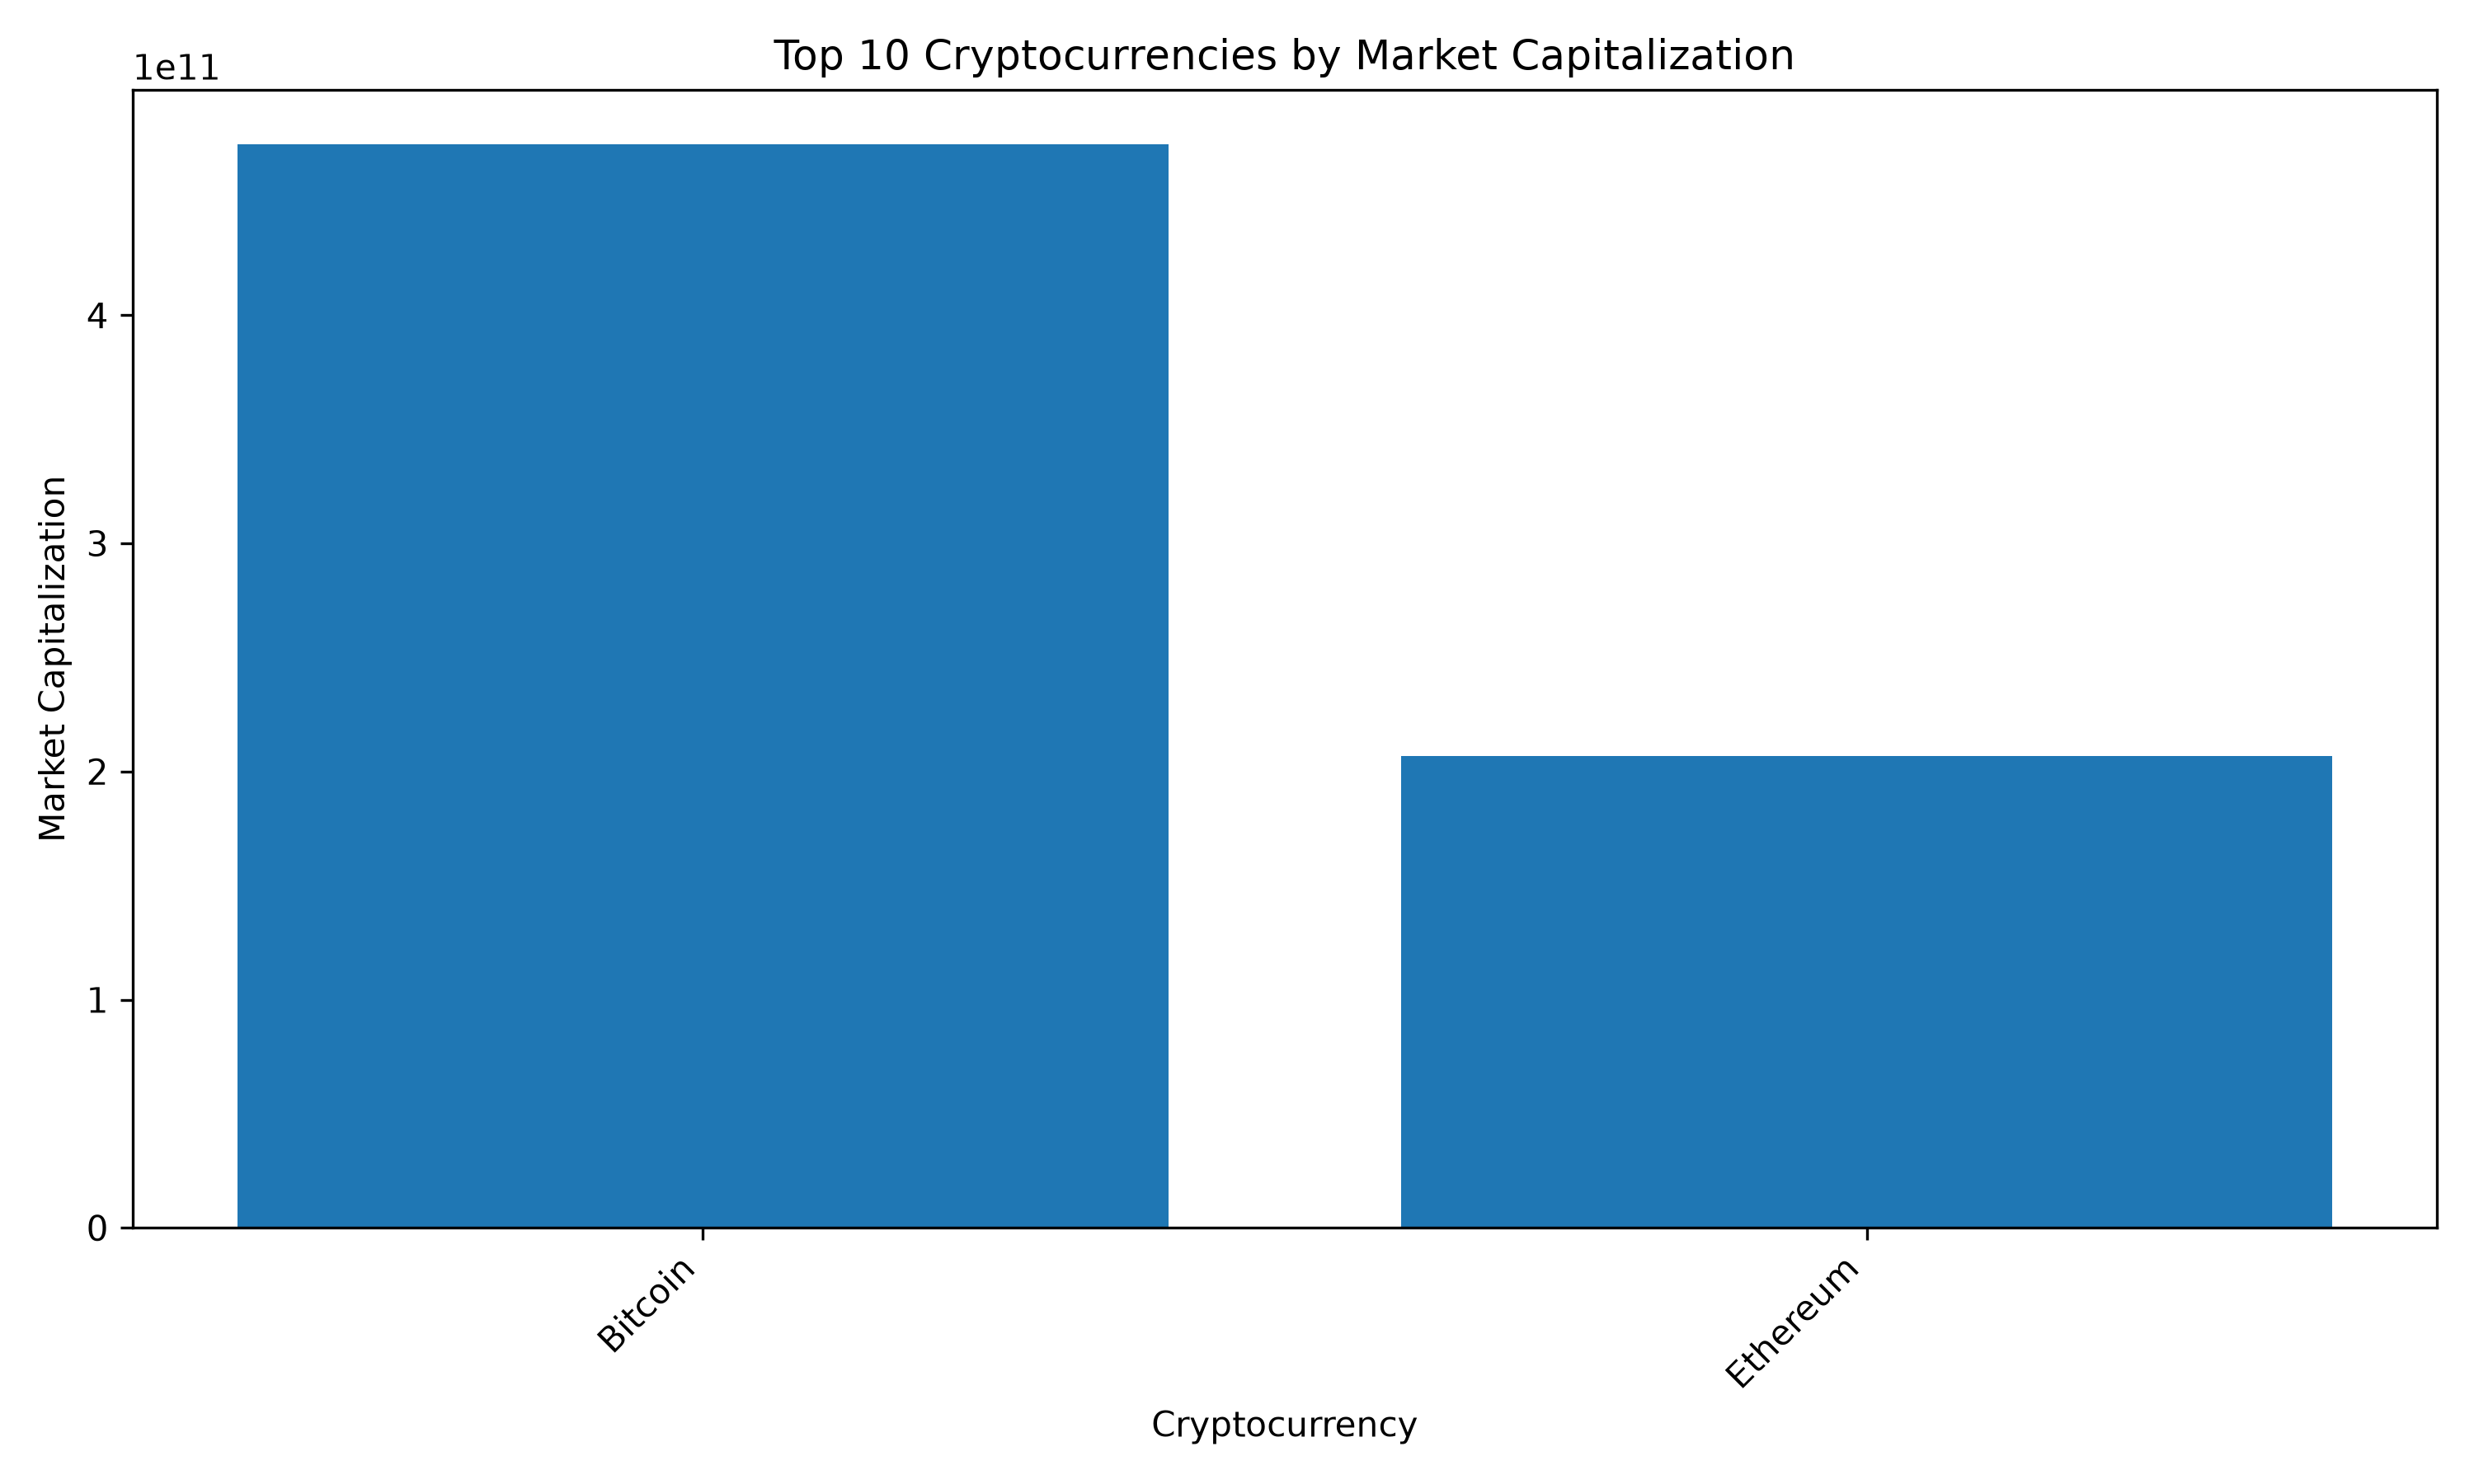 Top 10 Cryptocurrencies by Market Capitalization
1e11
Market Capitalization
4
3
2
1
0
Bitcoin
Ethereum
Cryptocurrency